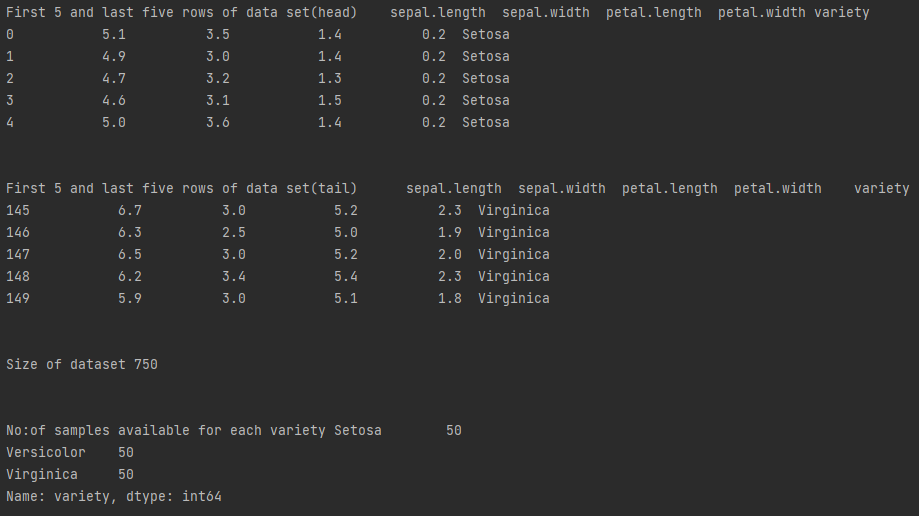 First 5 and last five rows of data set(head)    sepal.length  sepal.width  petal.length  petal.width variety
0           5.1          3.5           1.4          0.2  Setosa
1           4.9          3.0           1.4          0.2  Setosa
2           4.7          3.2           1.3          0.2  Setosa
3           4.6          3.1           1.5          0.2  Setosa
4           5.0          3.6           1.4          0.2  Setosa
First 5 and last five rows of data set(tail)      sepal.length  sepal.width  petal.length  petal.width    variety
145           6.7          3.0           5.2          2.3  Virginica
146           6.3          2.5           5.0          1.9  Virginica
147           6.5          3.0           5.2          2.0  Virginica
148           6.2          3.4           5.4          2.3  Virginica
149           5.9          3.0           5.1          1.8  Virginica
Size of dataset 750
No:of samples available for each variety Setosa        50
Versicolor    50
Virginica     50
Name: variety, dtype: int64